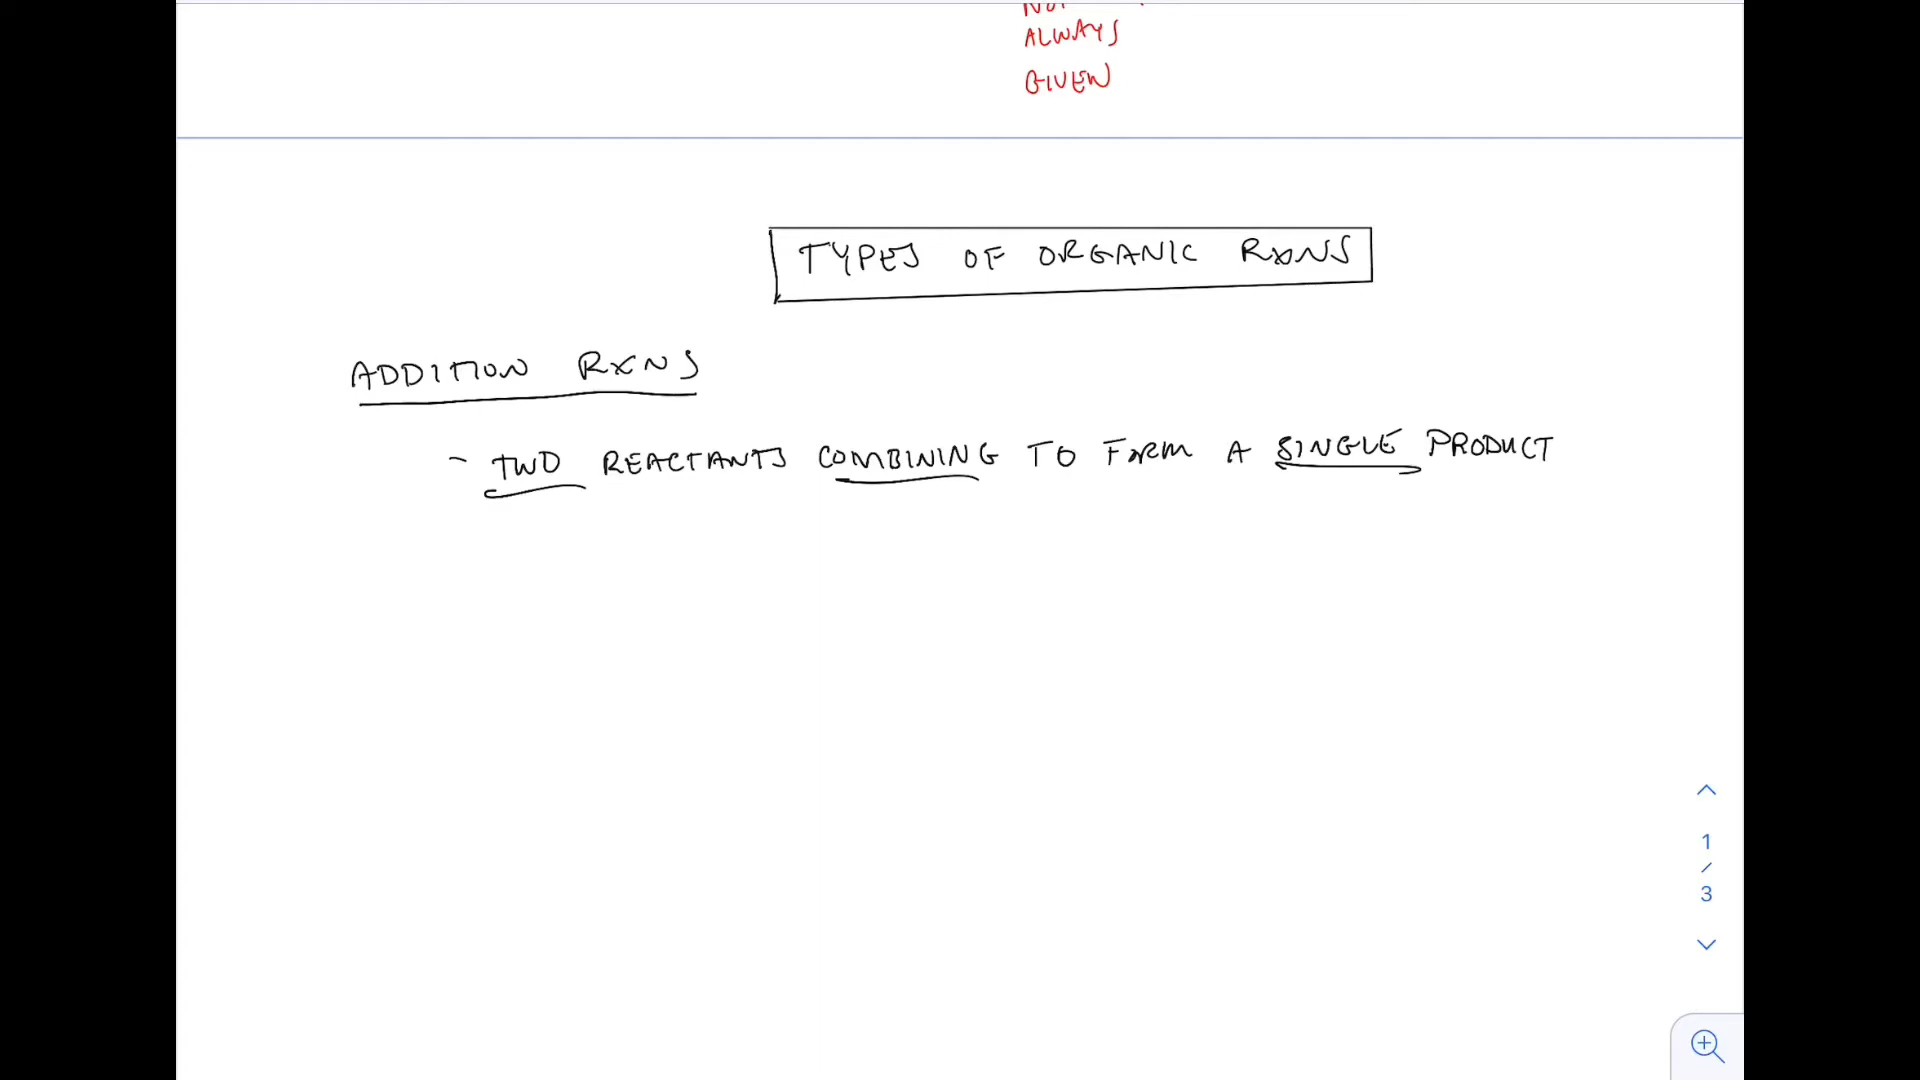 ALWAYS
GIVEN
TYPES OF ORGANIC RXNS
ADDITION RXNS
- TWO REACTANTS COMBINING TO FORM A SINGLE PRODUCT
1
/
3